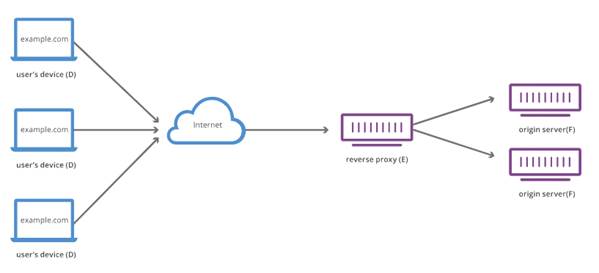 example.com
user's device (D)
example.com
user's device (D)
example.com
user's device (D)
Internet
reverse proxy (E)
origin server(F)
origin server(F)